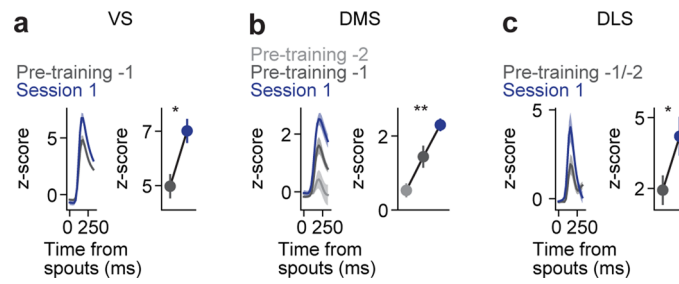 a
VS
Pre-training -1
Session 1
z-score
5
0
0 250
Time from
spouts (ms)
z-score
*
7
5
b
DMS
Pre-training -2
Pre-training -1
Session 1
z-score
2
0
0 250
Time from
spouts (ms)
z-score
**
2
0
c
DLS
Pre-training -1/-2
Session 1
z-score
5
0
0 250
Time from
spouts (ms)
z-score
*
5
2